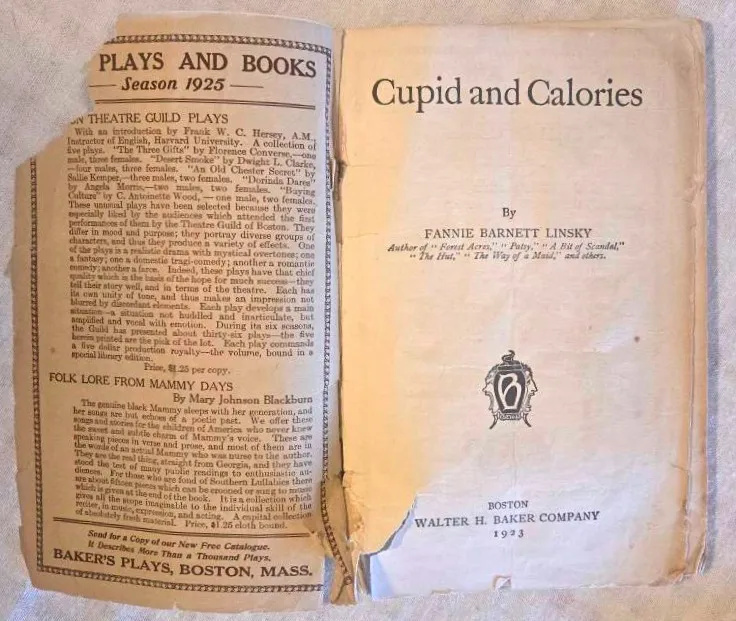 PLAYS AND BOOKS
Season 1925
N THEATRE GUILD PLAYS
With an introduction by Frank W. C. Hersey, A.M.,
Instructor of English, Harvard University. A collection of
five plays. "The Three Gifts" by Florence Converse,—one
male, three females. "Desert Smoke" by Dwight L. Clarke,
—four males, three females. "An Old Chester Secret" by
Sallie Kemper,—three males, two females. "Dorinda Dares"
by Angela Morris,—two males, two females. "Buying
Culture" by C. Antoinette Wood, — one male, two females.
These unusual plays have been selected because they were
especially liked by the audiences which attended the first
performances of them by the Theatre Guild of Boston. They
differ in mood and purpose; they portray diverse groups of
characters, and thus they produce a variety of effects. One
of the plays is a realistic drama with mystical overtones; one
a fantasy; one a domestic tragi-comedy; another a romantic
comedy; another a farce. Indeed, these plays have that chief
quality which is the basis of the hope for much success—they
tell their story well, and in terms of the theatre. Each has
its own unity of tone, and thus makes an impression not
blurred by discordant elements. Each play develops a main
situation—a situation not huddled and inarticulate, but
amplified and vocal with emotion. During its six seasons,
the Guild has presented about thirty-six plays—the five
herein printed are the pick of the lot. Each play commands
a five dollar production royalty—the volume, bound in a
special library edition.
Price, $1.25 per copy.
FOLK LORE FROM MAMMY DAYS
By Mary Johnson Blackburn
The genuine black Mammy sleeps with her generation, and
her songs are but echoes of a poetic past. We offer these
songs and stories for the children of America who never knew
the sweet and subtle charm of Mammy's voice. These are
speaking pieces in verse and prose, and most of them are in
the words of an actual Mammy who was nurse to the author.
They are the real thing, straight from Georgia, and they have
stood the test of many public readings to enthusiastic au-
diences. For those who are fond of Southern Lullabies there
are about fifteen pieces which can be crooned or sung to music
which is given at the end of the book. It is a collection which
gives all the scope imaginable to the individual skill of the
reciter, in music, expression, and acting. A capital collection
of absolutely fresh material. Price, $1.25 cloth bound.
Send for a Copy of our New Free Catalogue.
It Describes More Than a Thousand Plays.
BAKER'S PLAYS, BOSTON, MASS.
Cupid and Calories
By
FANNIE BARNETT LINSKY
Author of "Forest Acres," "Patsy," "A Bit of Scandal,"
"The Hut," "The Way of a Maid," and others.
B
BOSTON
WALTER H. BAKER COMPANY
1923